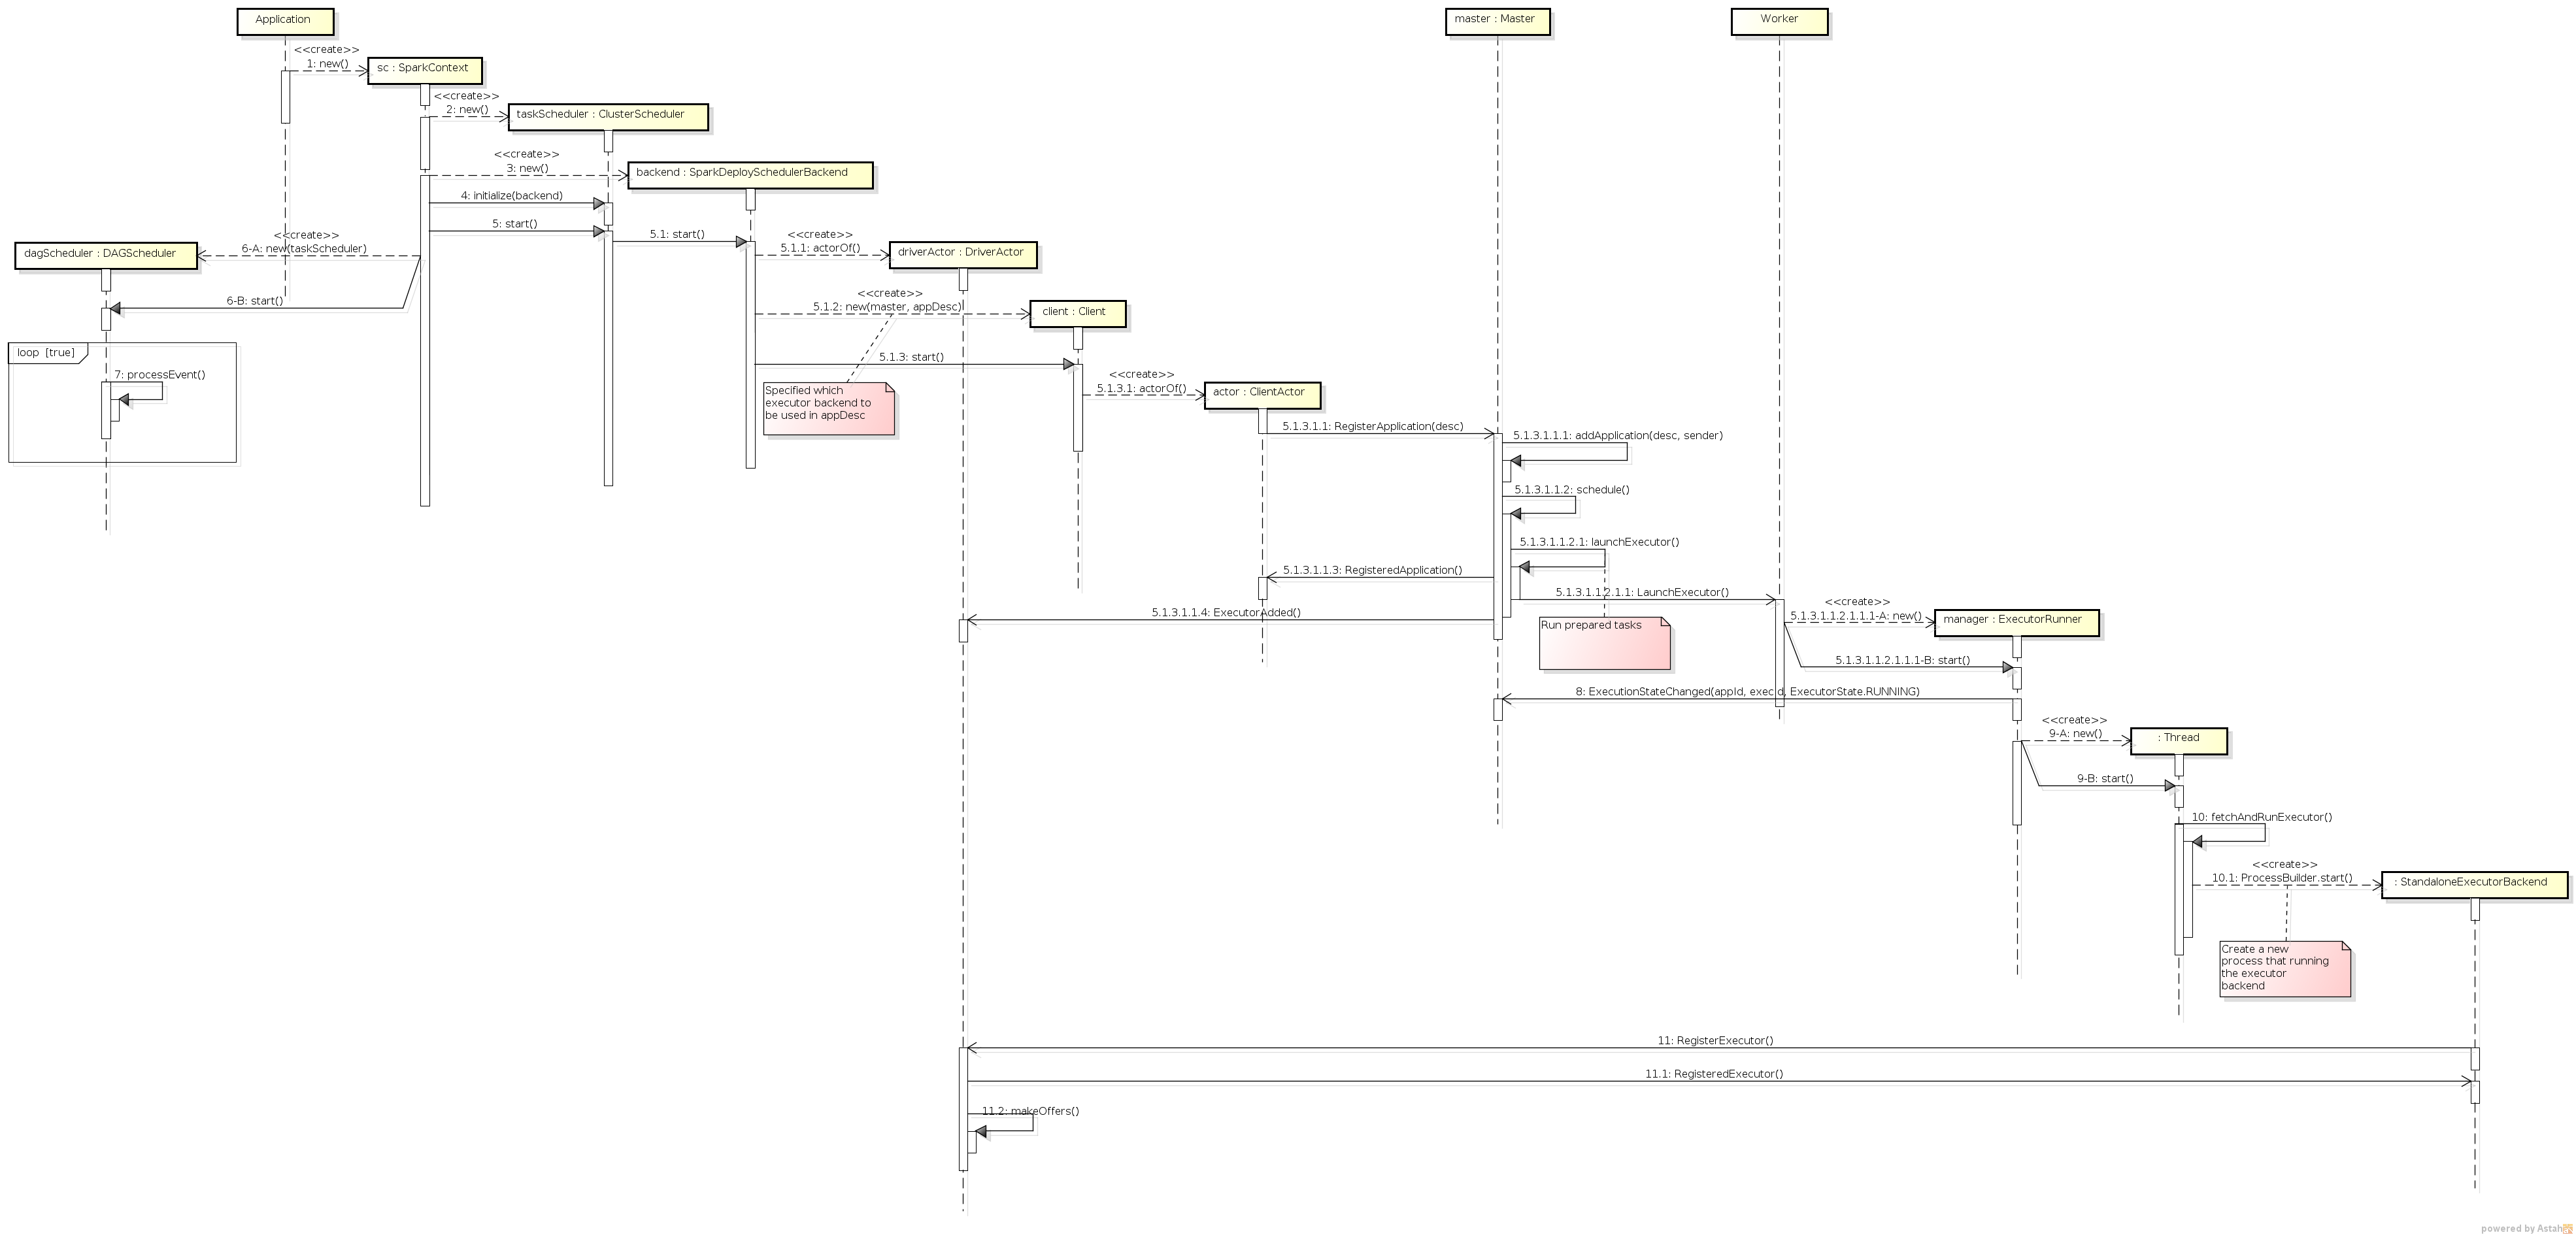 Application
master : Master
Worker
<<create>>
1: new()
sc : SparkContext
<<create>>
2: new()
taskScheduler : ClusterScheduler
<<create>>
3: new()
backend : SparkDeploySchedulerBackend
4: initialize(backend)
5: start()
5.1: start()
<<create>>
6-A: new(taskScheduler)
dagScheduler : DAGScheduler
<<create>>
5.1.1: actorOf()
driverActor : DriverActor
6-B: start()
<<create>>
5.1.2: new(master, appDesc)
client : Client
loop [true]
7: processEvent()
5.1.3: start()
Specified which
executor backend to
be used in appDesc
<<create>>
5.1.3.1: actorOf()
actor : ClientActor
5.1.3.1.1: RegisterApplication(desc)
5.1.3.1.1.1: addApplication(desc, sender)
5.1.3.1.1.2: schedule()
5.1.3.1.1.2.1: launchExecutor()
5.1.3.1.1.3: RegisteredApplication()
5.1.3.1.1.2.1.1: LaunchExecutor()
5.1.3.1.1.4: ExecutorAdded()
Run prepared tasks
<<create>>
5.1.3.1.1.2.1.1.1-A: new()
manager : ExecutorRunner
5.1.3.1.1.2.1.1.1-B: start()
8: ExecutionStateChanged(appId, execId, ExecutorState.RUNNING)
<<create>>
9-A: new()
: Thread
9-B: start()
10: fetchAndRunExecutor()
<<create>>
10.1: ProcessBuilder.start()
: StandaloneExecutorBackend
Create a new
process that running
the executor
backend
11: RegisterExecutor()
11.1: RegisteredExecutor()
11.2: makeOffers()
powered by Astah